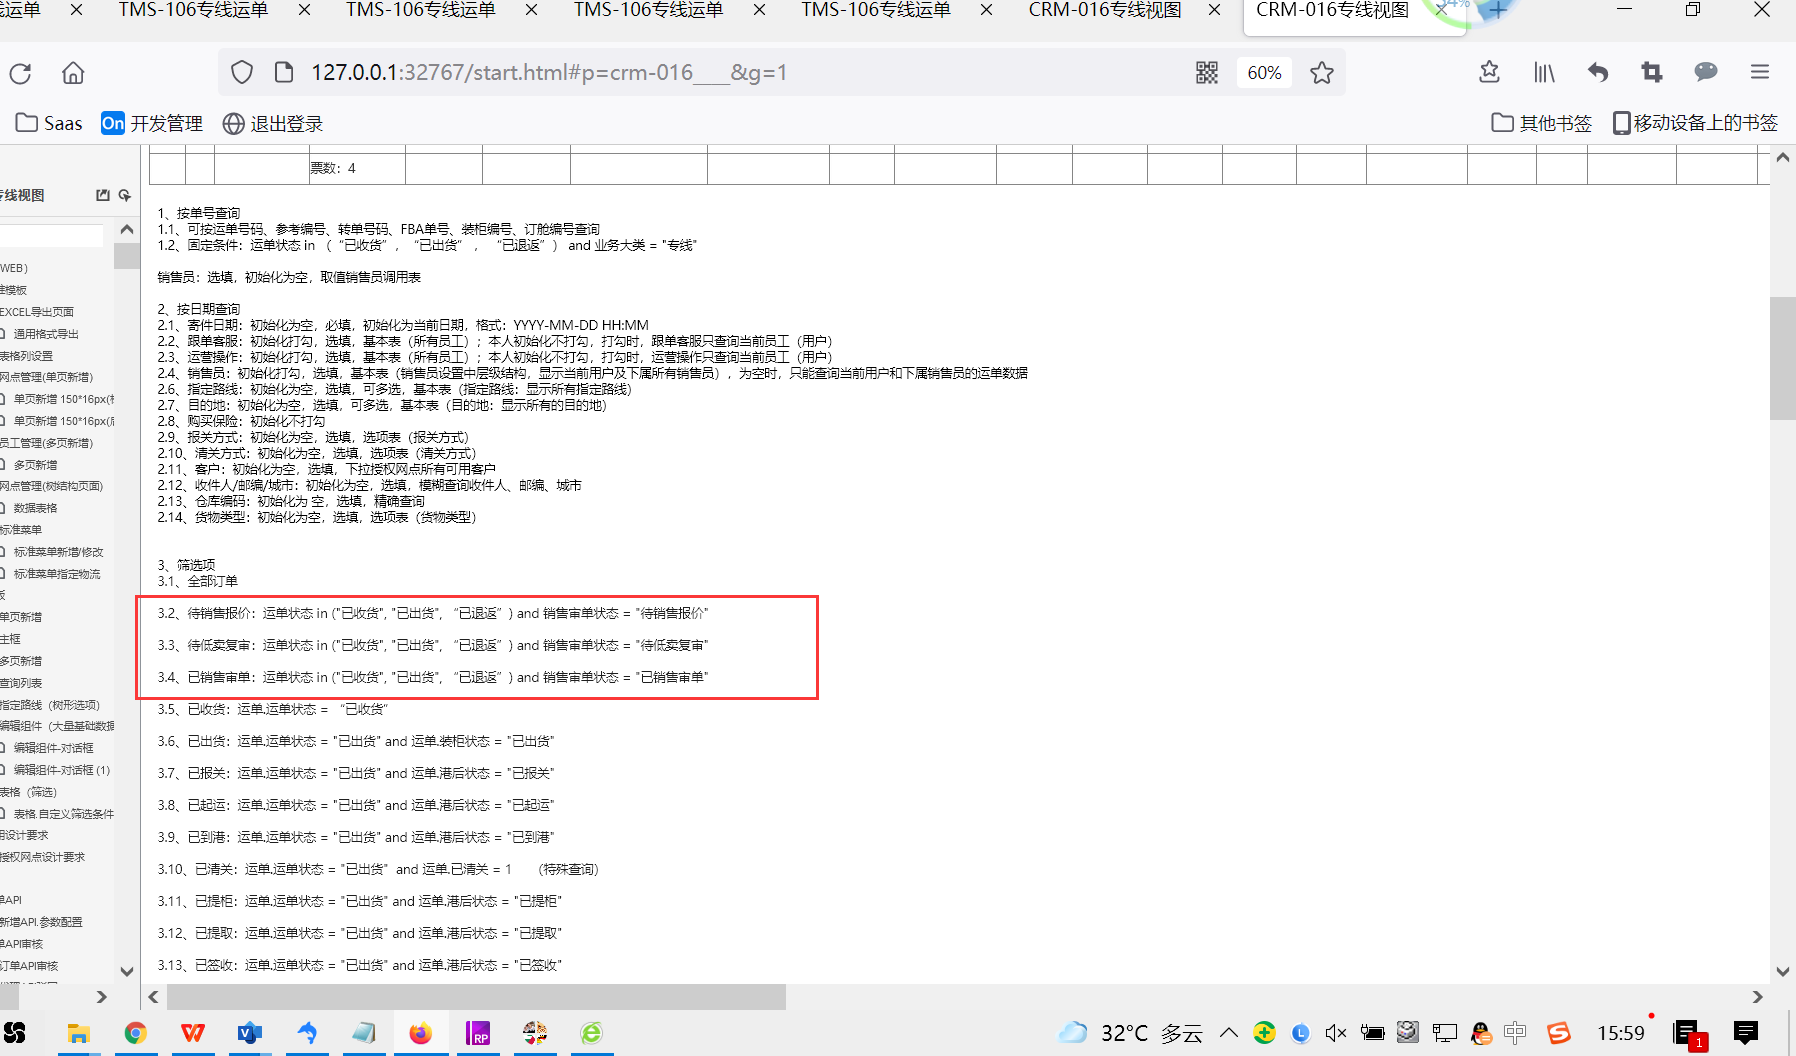 线运单
TMS-106专线运单
TMS-106专线运单
TMS-106专线运单
TMS-106专线运单
CRM-016专线视图
CRM-016专线视图
34%
127.0.0.1:32767/start.html#p=crm-016____&g=1
60%
Saas
On 开发管理
退出登录
其他书签
移动设备上的书签
专线视图
WEB)
准模板
EXCEL导出页面
通用格式导出
表格列设置
网点管理(单页新增)
单页新增 150*16px(
单页新增 150*16px(
员工管理(多页新增)
多页新增
网点管理(树结构页面)
数据表格
标准菜单
标准菜单新增/修改
标准菜单指定物流
板
单页新增
主框
多页新增
查询列表
指定路线（树形选项)
编辑组件（大量基础数据
编辑组件-对话框
编辑组件-对话框 (1)
表格（筛选）
表格.自定义筛选条件
用设计要求
授权网点设计要求
单API
新增API.参数配置
单API审核
订单API审核
票数：4
1、按单号查询
1.1、可按运单号码、参考编号、转单号码、FBA单号、装柜编号、订舱编号查询
1.2、固定条件：运单状态 in （“已收货”，“已出货” ， “已退返”） and 业务大类 = "专线"
销售员：选填，初始化为空，取值销售员调用表
2、按日期查询
2.1、寄件日期：初始化为空，必填，初始化为当前日期，格式：YYYY-MM-DD HH:MM
2.2、跟单客服：初始化打勾，选填，基本表（所有员工）；本人初始化不打勾，打勾时，跟单客服只查询当前员工（用户）
2.3、运营操作：初始化打勾，选填，基本表（所有员工）；本人初始化不打勾，打勾时，运营操作只查询当前员工（用户）
2.4、销售员：初始化打勾，选填，基本表（销售员设置中层级结构，显示当前用户及下属所有销售员），为空时，只能查询当前用户和下属销售员的运单数据
2.6、指定路线：初始化为空，选填，可多选，基本表（指定路线：显示所有指定路线）
2.7、目的地：初始化为空，选填，可多选，基本表（目的地：显示所有的目的地）
2.8、购买保险：初始化不打勾
2.9、报关方式：初始化为空，选填，选项表（报关方式）
2.10、清关方式：初始化为空，选填，选项表（清关方式）
2.11、客户：初始化为空，选填，下拉授权网点所有可用客户
2.12、收件人/邮编/城市：初始化为空，选填，模糊查询收件人、邮编、城市
2.13、仓库编码：初始化为 空，选填，精确查询
2.14、货物类型：初始化为空，选填，选项表（货物类型）
3、筛选项
3.1、全部订单
3.2、待销售报价：运单状态 in ("已收货", "已出货", “已退返” ) and 销售审单状态 = "待销售报价"
3.3、待低卖复审：运单状态 in ("已收货", "已出货", “已退返” ) and 销售审单状态 = "待低卖复审"
3.4、已销售审单：运单状态 in ("已收货", "已出货", “已退返” ) and 销售审单状态 = "已销售审单"
3.5、已收货：运单.运单状态 = “已收货”
3.6、已出货：运单.运单状态 = "已出货" and 运单.装柜状态 = "已出货"
3.7、已报关：运单.运单状态 = "已出货" and 运单.港后状态 = "已报关"
3.8、已起运：运单.运单状态 = "已出货" and 运单.港后状态 = "已起运"
3.9、已到港：运单.运单状态 = "已出货" and 运单.港后状态 = "已到港"
3.10、已清关：运单.运单状态 = "已出货" and 运单.已清关 = 1 （特殊查询）
3.11、已提柜：运单.运单状态 = "已出货" and 运单.港后状态 = "已提柜"
3.12、已提取：运单.运单状态 = "已出货" and 运单.港后状态 = "已提取"
3.13、已签收：运单.运单状态 = "已出货" and 运单.港后状态 = "已签收"
RP
32°C 多云
中
15:59
1